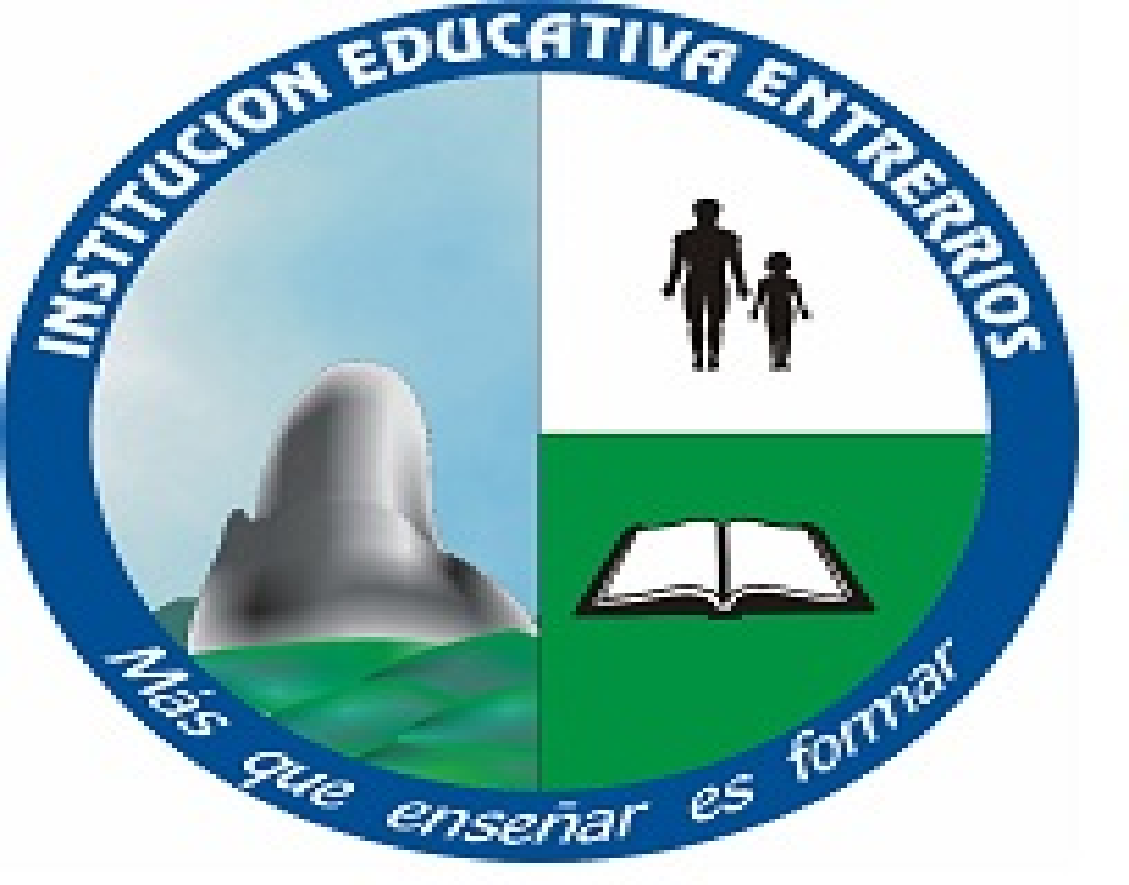 INSTITUCION EDUCATIVA ENTRERRIOS
Más que enseñar es formar